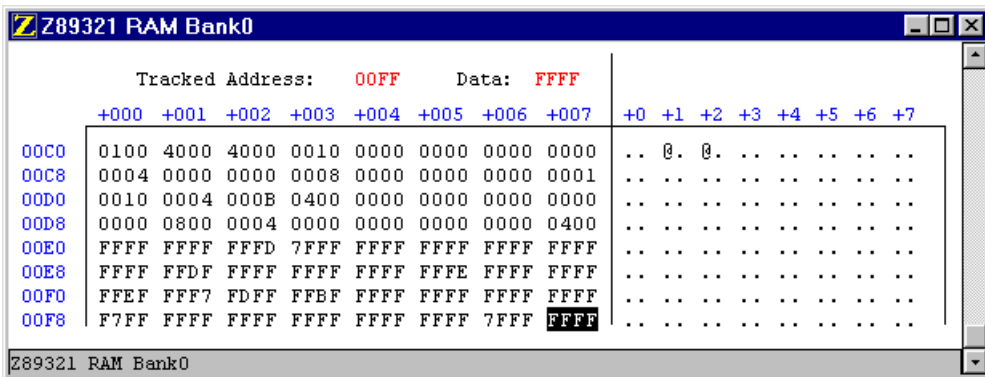 Z89321 RAM Bank0
Tracked Address: 00FF Data: FFFF
+000 +001 +002 +003 +004 +005 +006 +007 +0 +1 +2 +3 +4 +5 +6 +7
00C0 0100 4000 4000 0010 0000 0000 0000 0000 .. @. @. .. .. .. .. ..
00C8 0004 0000 0000 0008 0000 0000 0000 0001 .. .. .. .. .. .. .. ..
00D0 0010 0004 000B 0400 0000 0000 0000 0000 .. .. .. .. .. .. .. ..
00D8 0000 0800 0004 0000 0000 0000 0000 0400 .. .. .. .. .. .. .. ..
00E0 FFFF FFFF FFFD 7FFF FFFF FFFF FFFF FFFF .. .. .. .. .. .. .. ..
00E8 FFFF FFDF FFFF FFFF FFFF FFFE FFFF FFFF .. .. .. .. .. .. .. ..
00F0 FFEF FFF7 FDFF FFBF FFFF FFFF FFFF FFFF .. .. .. .. .. .. .. ..
00F8 F7FF FFFF FFFF FFFF FFFF FFFF 7FFF FFFF .. .. .. .. .. .. .. ..
Z89321 RAM Bank0